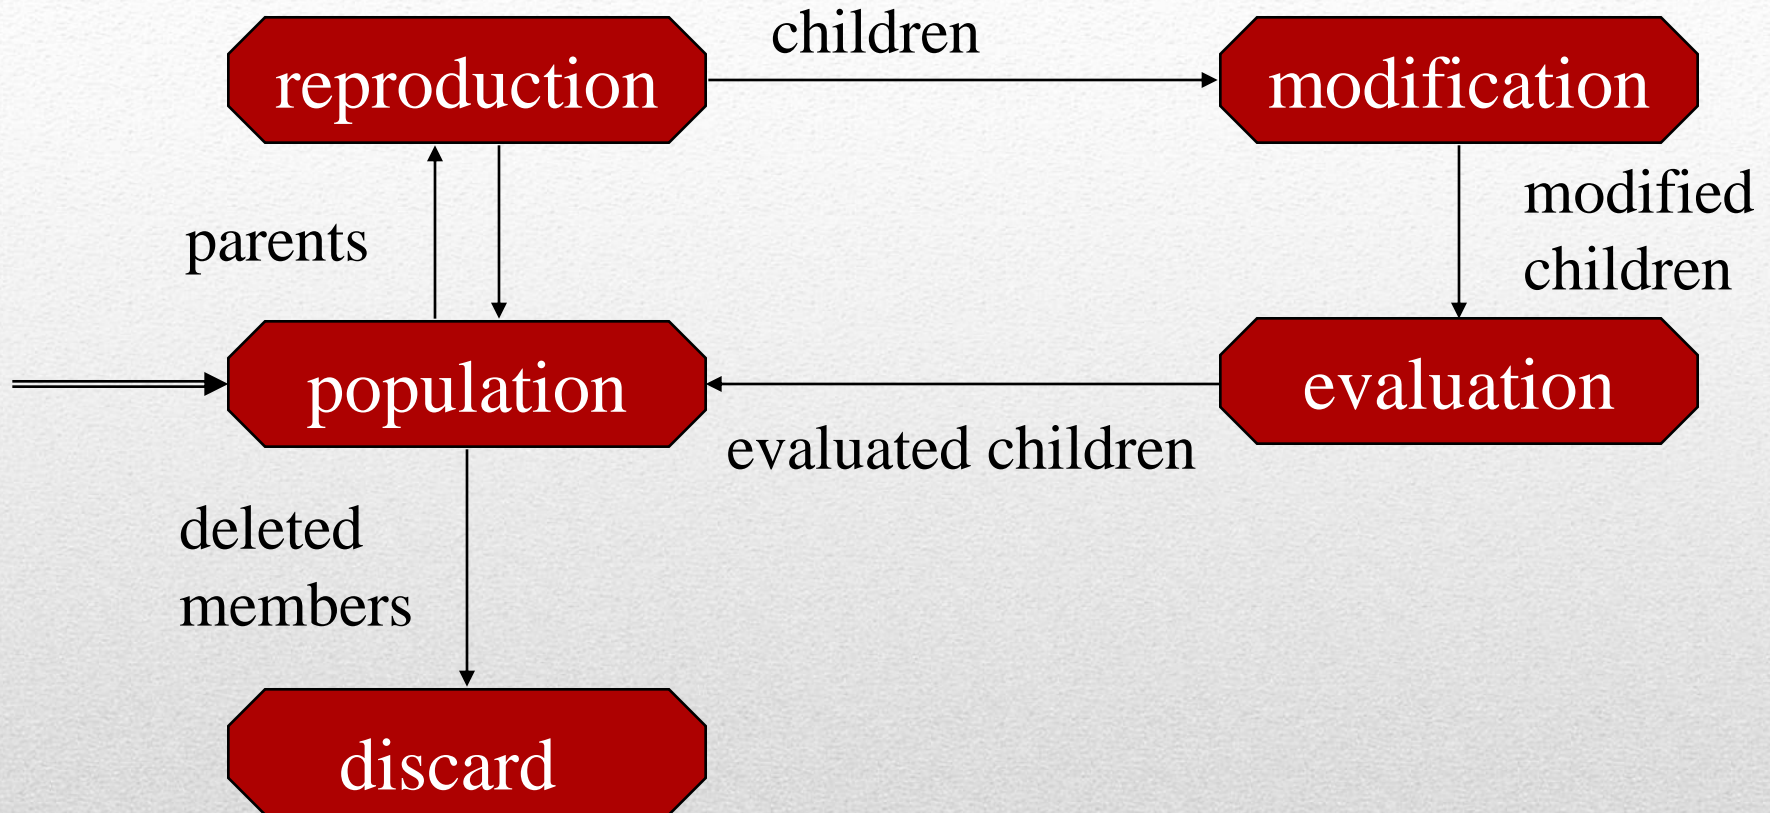 children
reproduction
modification
modified
children
parents
population
evaluation
evaluated children
deleted
members
discard